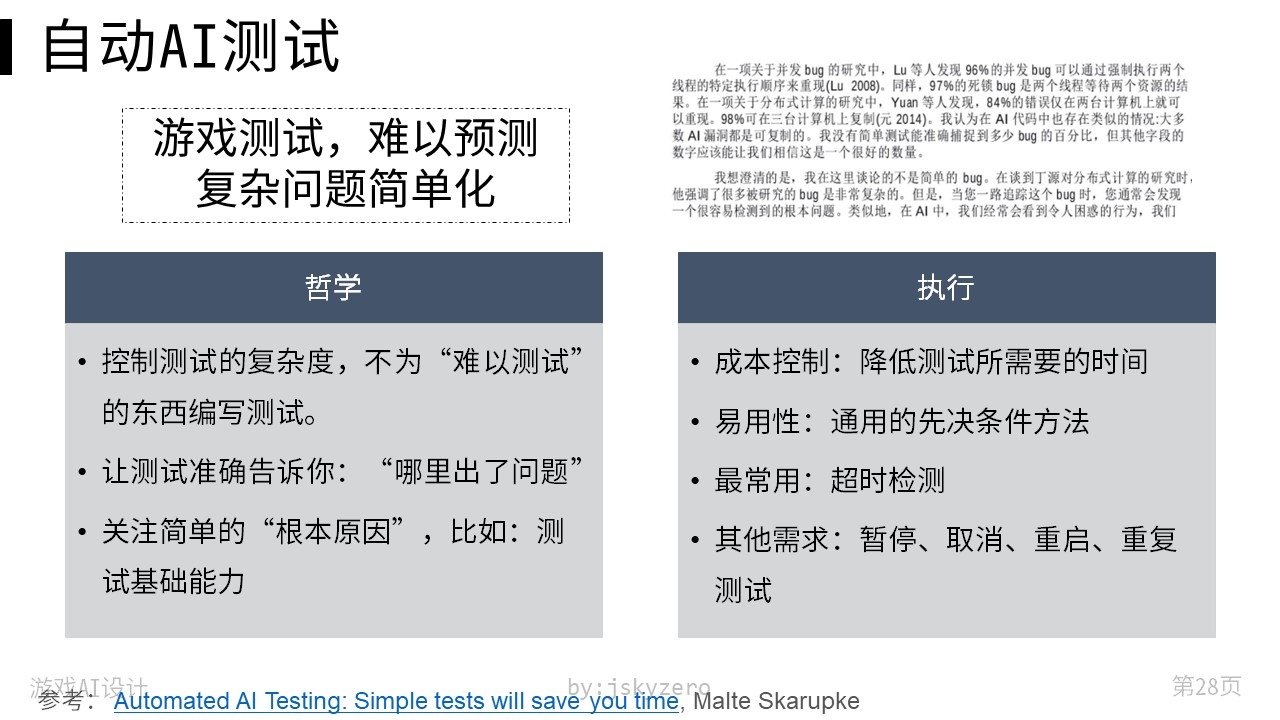 自动AI测试
游戏测试，难以预测
复杂问题简单化
在一项关于并发 bug 的研究中，Lu 等人发现 96%的并发 bug 可以通过强制执行两个
线程的特定执行顺序来重现(Lu 2008)。同样，97%的死锁 bug 是两个线程等待两个资源的结
果。在一项关于分布式计算的研究中，Yuan 等人发现，84%的错误仅在两台计算机上就可
以重现。98%可在三台计算机上复制(元 2014)。我认为在 AI 代码中也存在类似的情况:大多
数 AI 漏洞都是可复制的。我没有简单测试能准确捕捉到多少 bug 的百分比，但其他字段的
数字应该能让我们相信这是一个很好的数量。
我想澄清的是，我在这里谈论的不是简单的 bug。在谈到丁源对分布式计算的研究时，
他强调了很多被研究的 bug 是非常复杂的。但是，当您一路追踪这个 bug 时，您通常会发现
一个很容易检测到的根本问题。类似地，在 AI 中，我们经常会看到令人困惑的行为，我们
哲学
• 控制测试的复杂度，不为“难以测试”
的东西编写测试。
• 让测试准确告诉你：“哪里出了问题”
• 关注简单的“根本原因”，比如：测
试基础能力
执行
• 成本控制：降低测试所需要的时间
• 易用性：通用的先决条件方法
• 最常用：超时检测
• 其他需求：暂停、取消、重启、重复
测试
游戏AI设计
by:jskyzero
第28页
参考： Automated AI Testing: Simple tests will save you time, Malte Skarupke